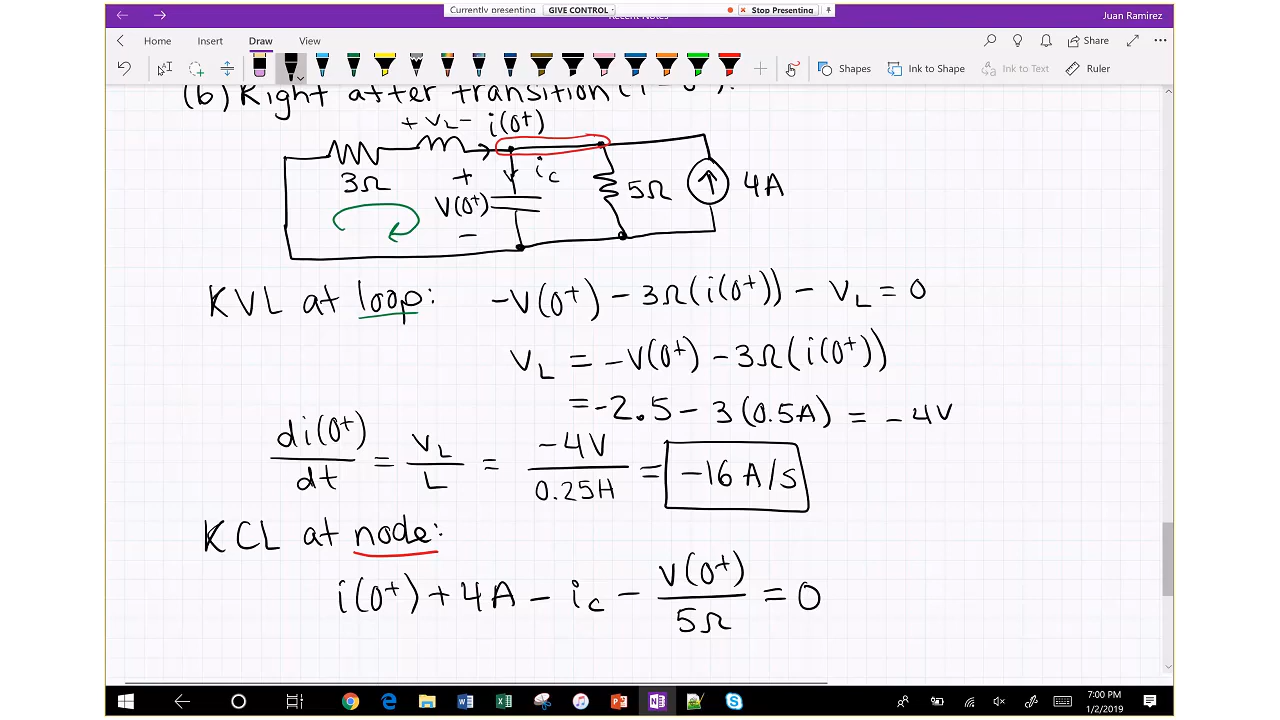 Currently presenting GIVE CONTROL Stop Presenting
Recent Notes
Juan Ramirez
Home Insert Draw View
Share
Shapes Ink to Shape Ink to Text Ruler
(b) Right after transition (t = 0+):
+ VL − i(0+)
3Ω
+
V(0+)
−
ic
5Ω
4A
KVL at loop: −V(0+) − 3Ω(i(0+)) − VL = 0
VL = −V(0+) − 3Ω(i(0+))
= −2.5 − 3(0.5A) = −4V
di(0+)/dt = VL/L = −4V/0.25H = −16 A/s
KCL at node:
i(0+) + 4A − ic − V(0+)/5Ω = 0
7:00 PM
1/2/2019